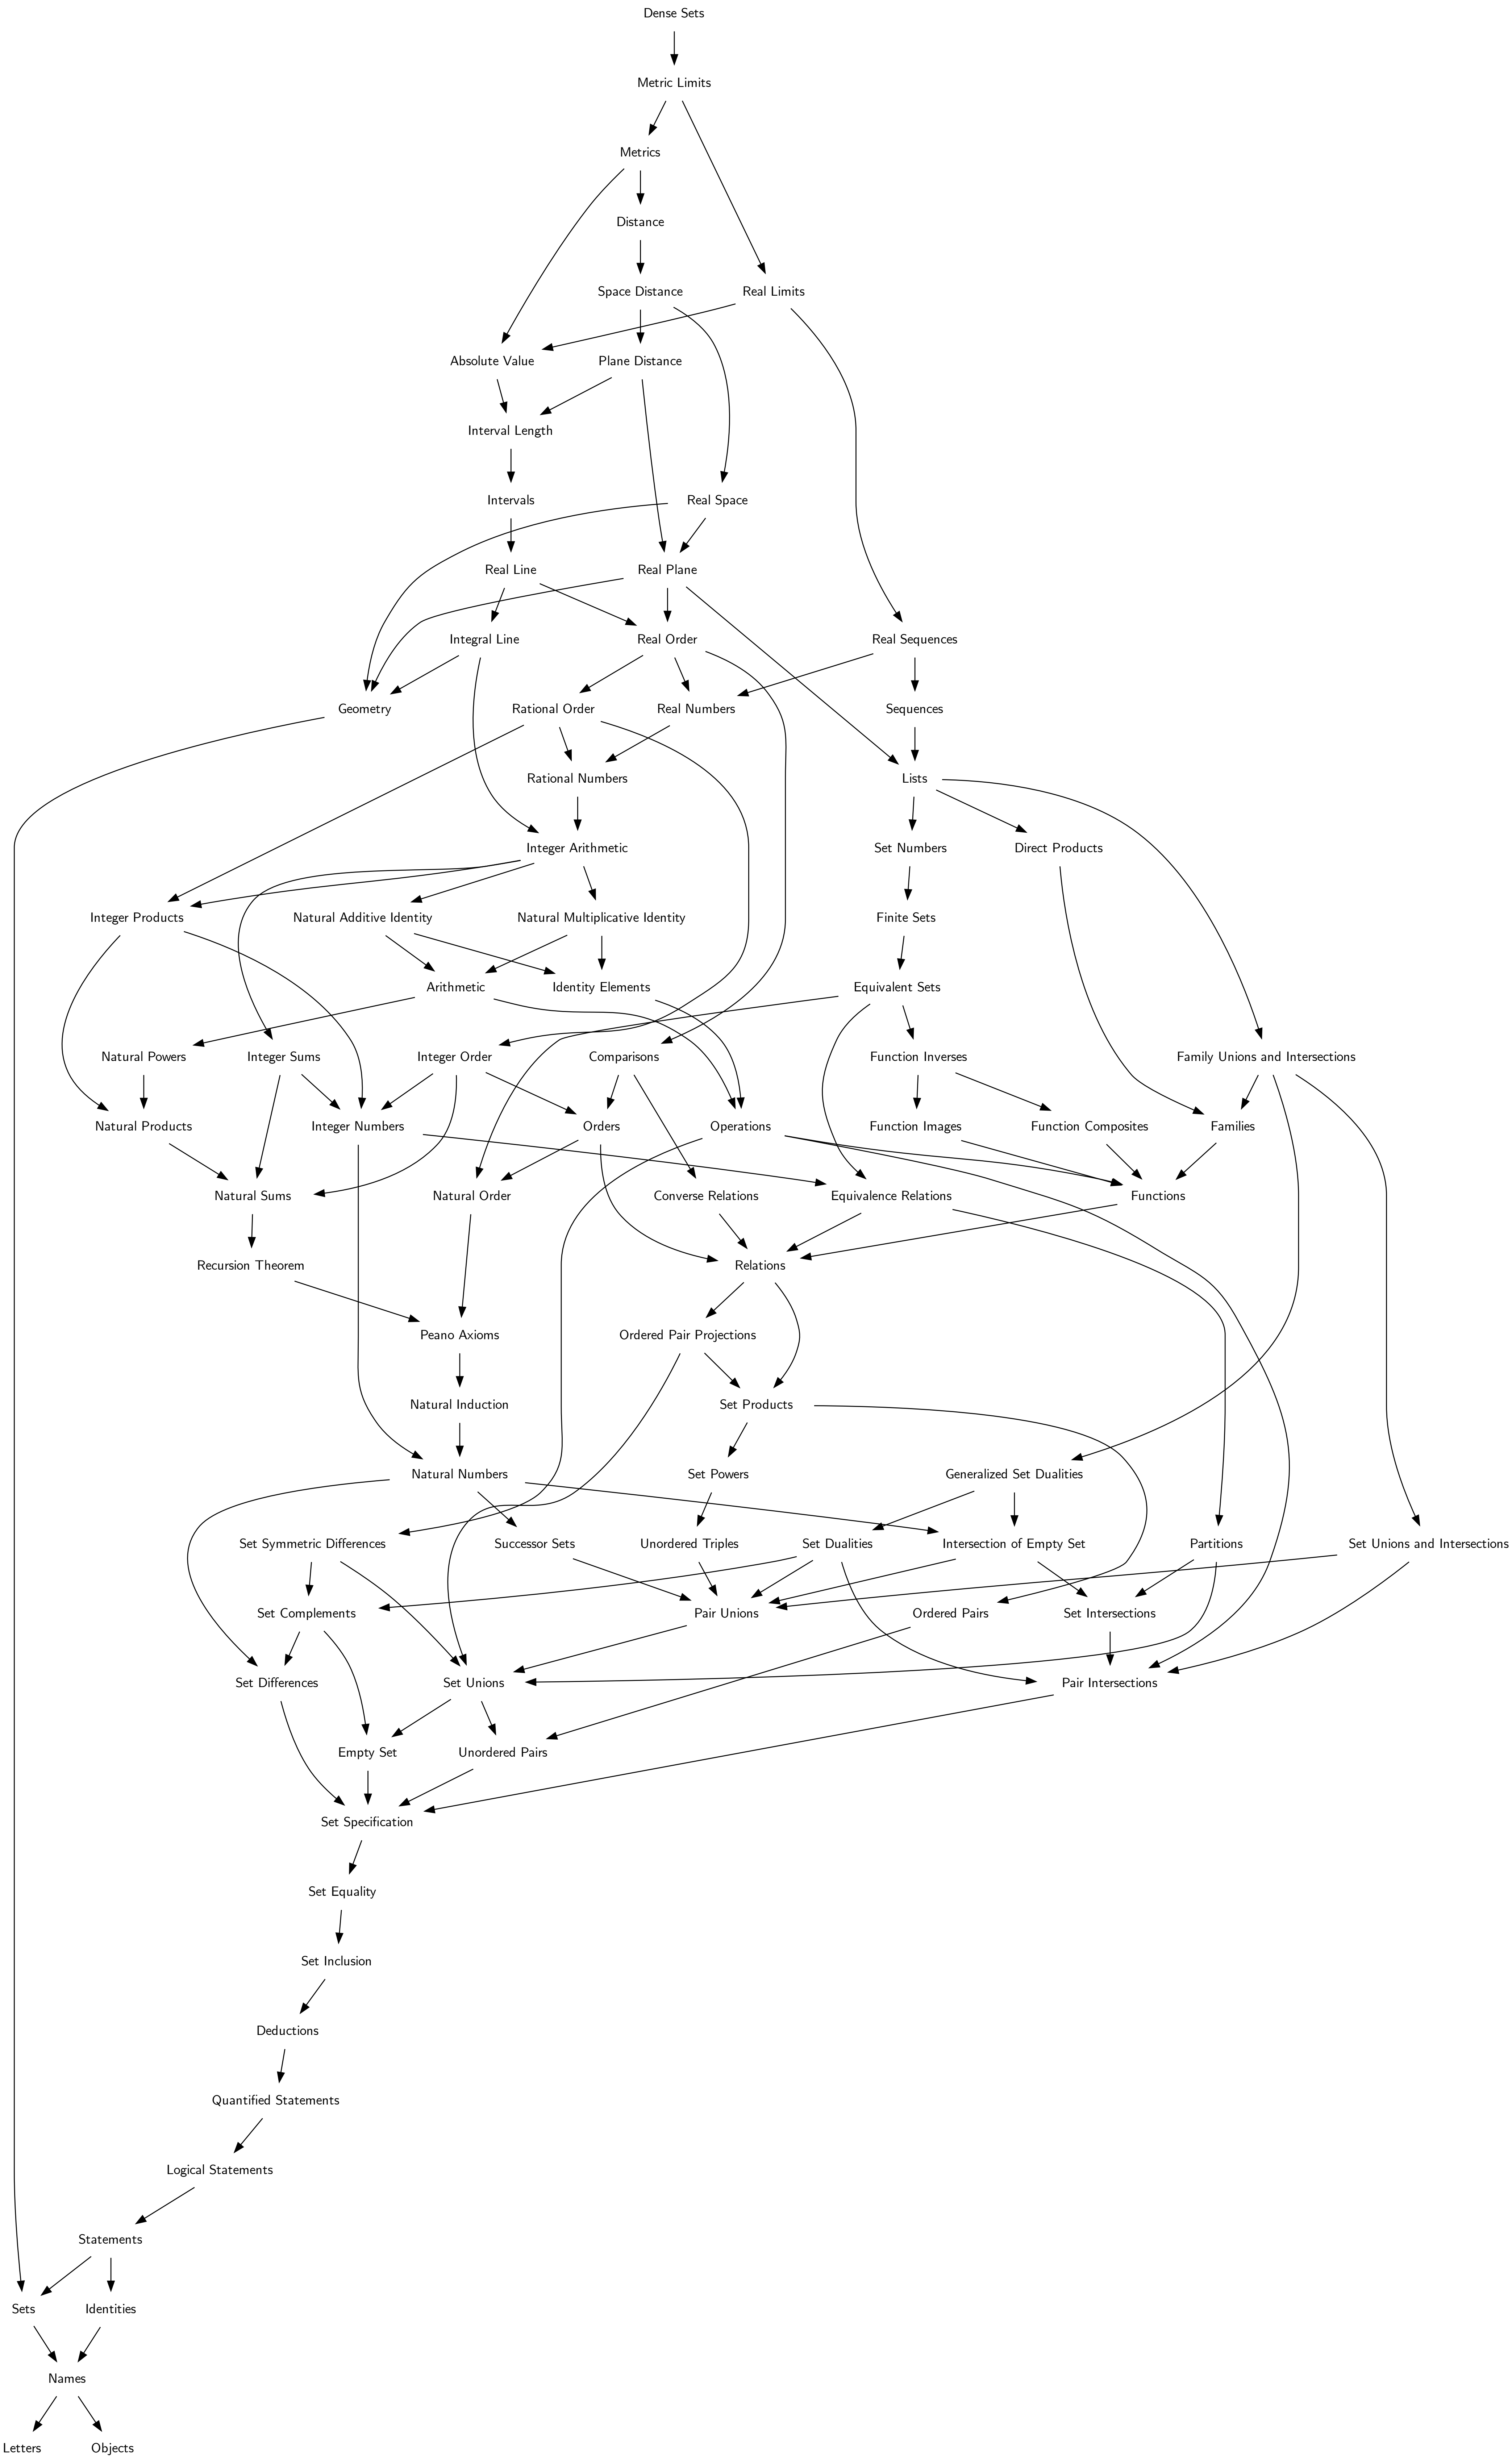 Dense Sets
Metric Limits
Metrics
Distance
Space Distance
Real Limits
Absolute Value
Plane Distance
Interval Length
Intervals
Real Space
Real Line
Real Plane
Integral Line
Real Order
Real Sequences
Geometry
Rational Order
Real Numbers
Sequences
Rational Numbers
Lists
Integer Arithmetic
Set Numbers
Direct Products
Integer Products
Natural Additive Identity
Natural Multiplicative Identity
Finite Sets
Arithmetic
Identity Elements
Equivalent Sets
Natural Powers
Integer Sums
Integer Order
Comparisons
Function Inverses
Family Unions and Intersections
Natural Products
Integer Numbers
Orders
Operations
Function Images
Function Composites
Families
Natural Sums
Natural Order
Converse Relations
Equivalence Relations
Functions
Recursion Theorem
Relations
Peano Axioms
Ordered Pair Projections
Natural Induction
Set Products
Natural Numbers
Set Powers
Generalized Set Dualities
Set Symmetric Differences
Successor Sets
Unordered Triples
Set Dualities
Intersection of Empty Set
Partitions
Set Unions and Intersections
Set Complements
Pair Unions
Ordered Pairs
Set Intersections
Set Differences
Set Unions
Pair Intersections
Empty Set
Unordered Pairs
Set Specification
Set Equality
Set Inclusion
Deductions
Quantified Statements
Logical Statements
Statements
Sets
Identities
Names
Letters
Objects